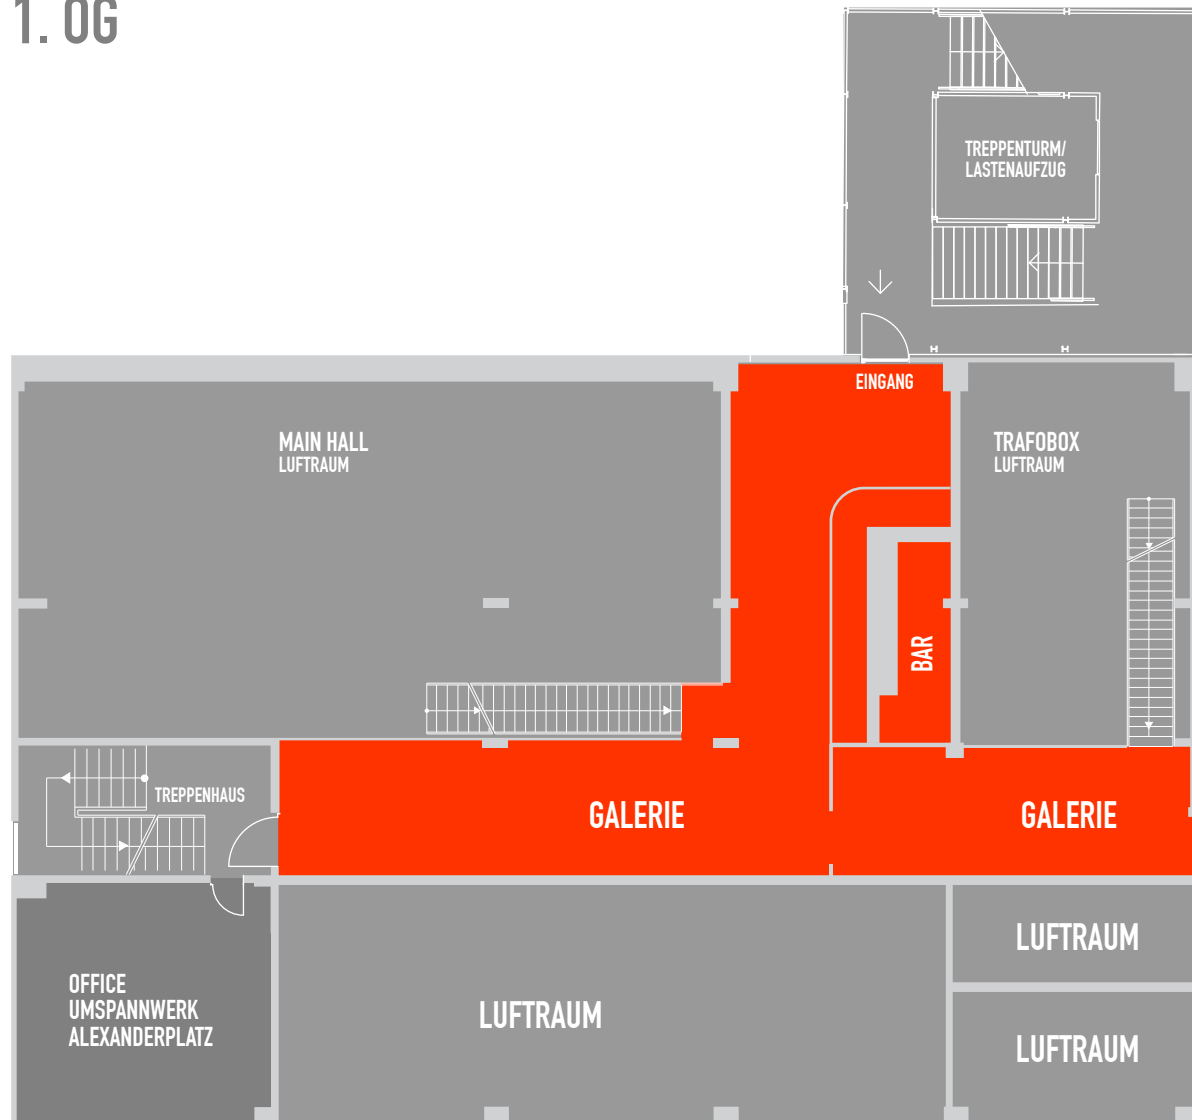 1. OG
TREPPENTURM/
LASTENAUFZUG
EINGANG
MAIN HALL
LUFTRAUM
TRAFOBOX
LUFTRAUM
BAR
TREPPENHAUS
GALERIE
GALERIE
OFFICE
UMSPANNWERK
ALEXANDERPLATZ
LUFTRAUM
LUFTRAUM
LUFTRAUM